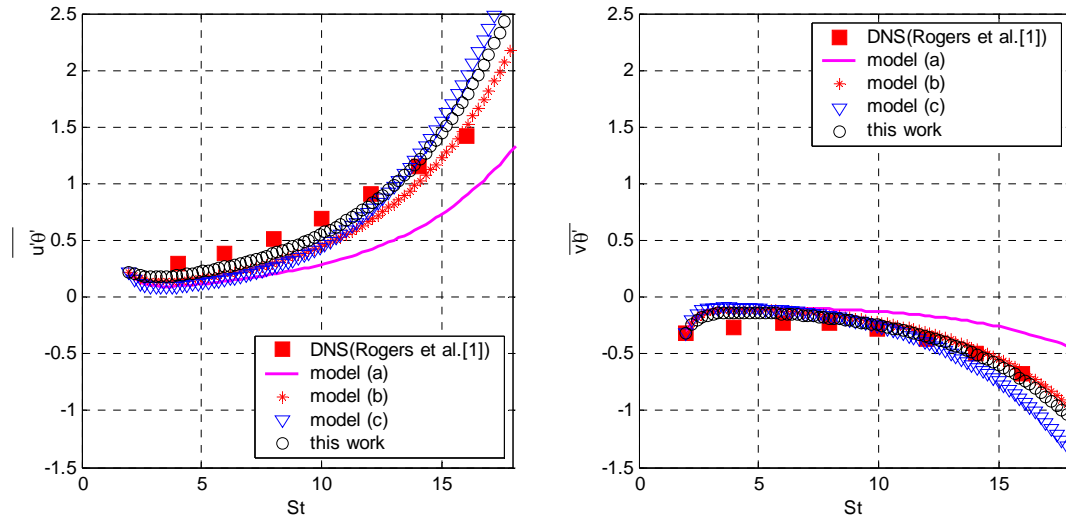 2.5
2
1.5
1
0.5
0
-0.5
-1
-1.5
u'θ'
0
5
10
15
St
DNS(Rogers et al.[1])
model (a)
model (b)
model (c)
this work
2.5
2
1.5
1
0.5
0
-0.5
-1
-1.5
v'θ'
0
5
10
15
St
DNS(Rogers et al.[1])
model (a)
model (b)
model (c)
this work